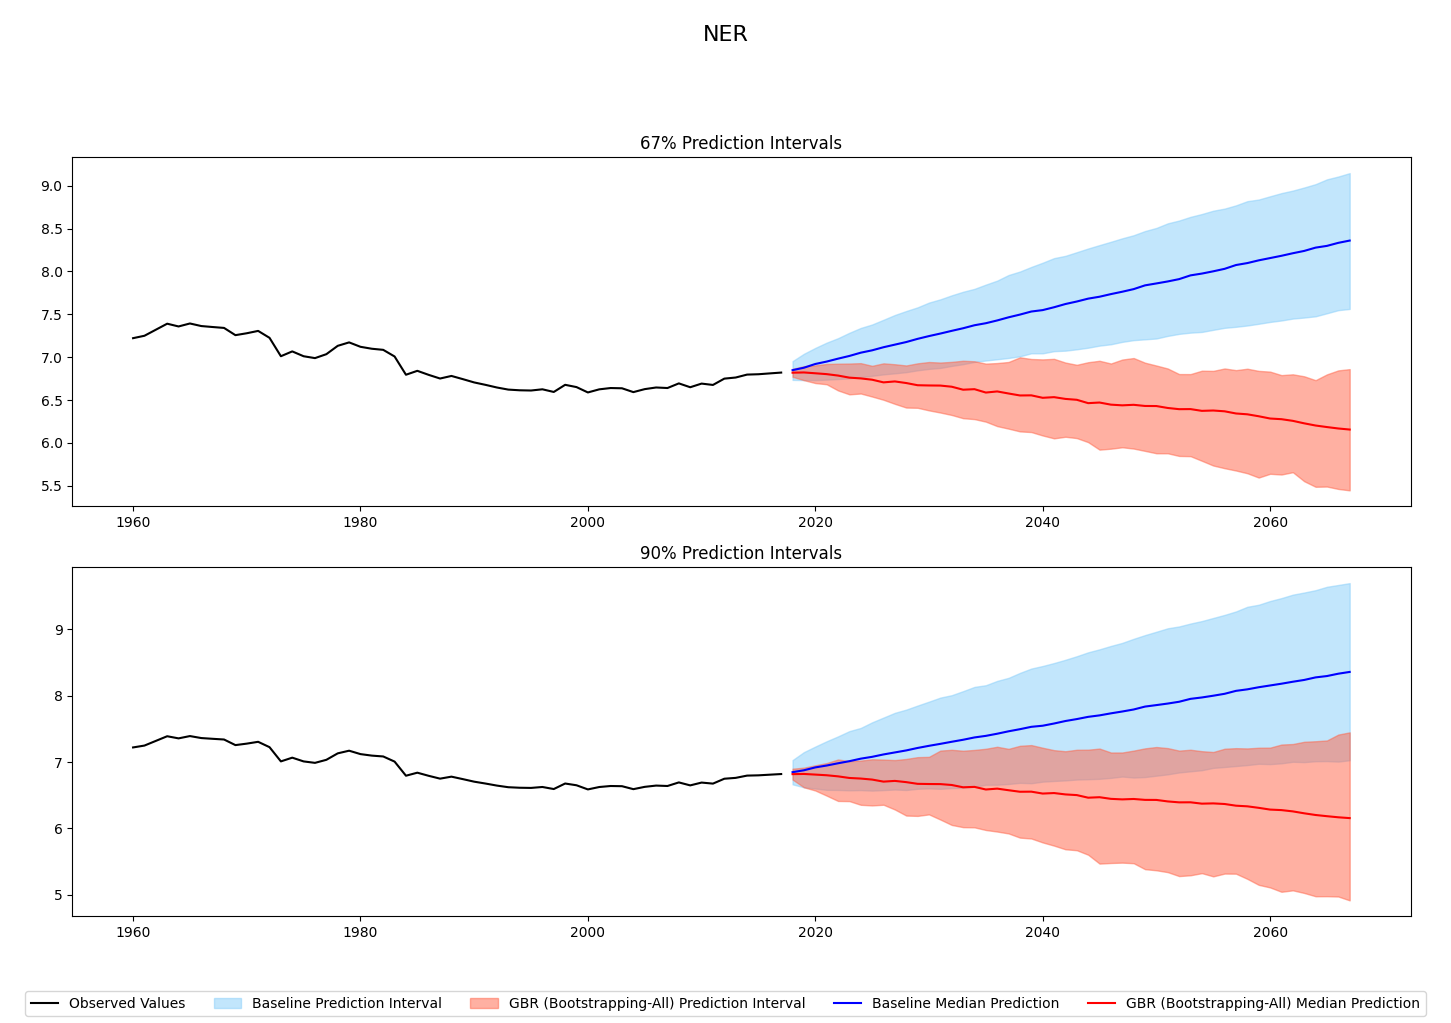 NER
67% Prediction Intervals
9.0
8.5
8.0
7.5
7.0
6.5
6.0
5.5
1960 1980 2000 2020 2040 2060
90% Prediction Intervals
9
8
7
6
5
1960 1980 2000 2020 2040 2060
Observed Values Baseline Prediction Interval GBR (Bootstrapping-All) Prediction Interval Baseline Median Prediction GBR (Bootstrapping-All) Median Prediction